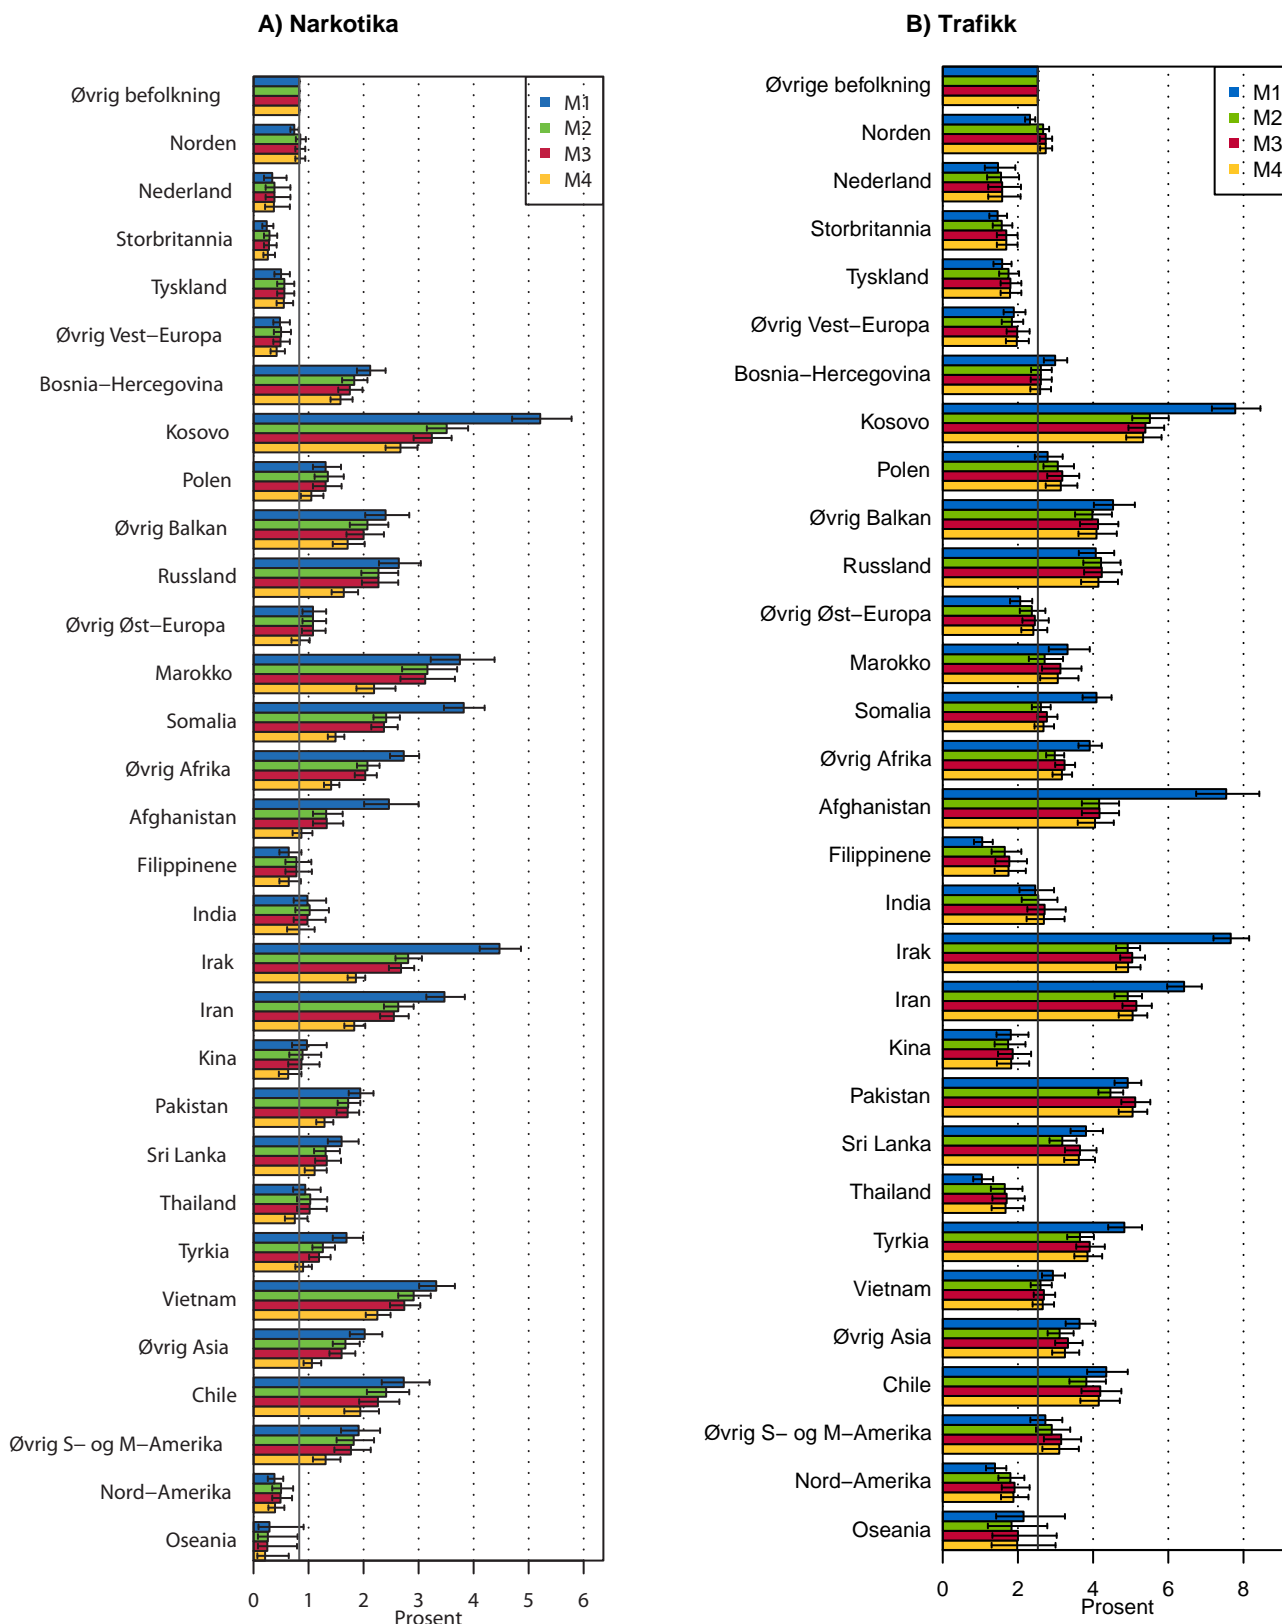 A) Narkotika
Øvrig befolkning
Norden
Nederland
Storbritannia
Tyskland
Øvrig Vest−Europa
Bosnia−Hercegovina
Kosovo
Polen
Øvrig Balkan
Russland
Øvrig Øst−Europa
Marokko
Somalia
Øvrig Afrika
Afghanistan
Filippinene
India
Irak
Iran
Kina
Pakistan
Sri Lanka
Thailand
Tyrkia
Vietnam
Øvrig Asia
Chile
Øvrig S− og M−Amerika
Nord−Amerika
Oseania
M1
M2
M3
M4
0 1 2 3 4 5 6
Prosent
B) Trafikk
Øvrige befolkning
Norden
Nederland
Storbritannia
Tyskland
Øvrig Vest−Europa
Bosnia−Hercegovina
Kosovo
Polen
Øvrig Balkan
Russland
Øvrig Øst−Europa
Marokko
Somalia
Øvrig Afrika
Afghanistan
Filippinene
India
Irak
Iran
Kina
Pakistan
Sri Lanka
Thailand
Tyrkia
Vietnam
Øvrig Asia
Chile
Øvrig S− og M−Amerika
Nord−Amerika
Oseania
M1
M2
M3
M4
0 2 4 6 8
Prosent